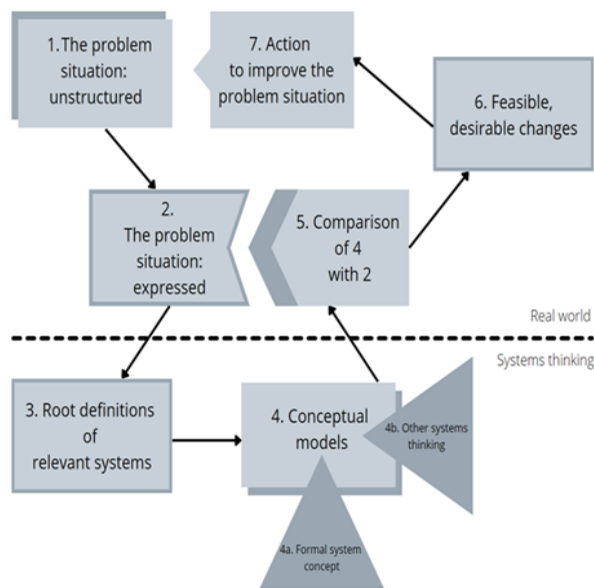 1.The problem
situation:
unstructured
7. Action
to improve the
problem situation
6. Feasible,
desirable changes
2.
The problem
situation:
expressed
5. Comparison
of 4
with 2
Real world
Systems thinking
3. Root definitions
of
relevant systems
4. Conceptual
models
4b. Other systems
thinking
4a. Formal system
concept